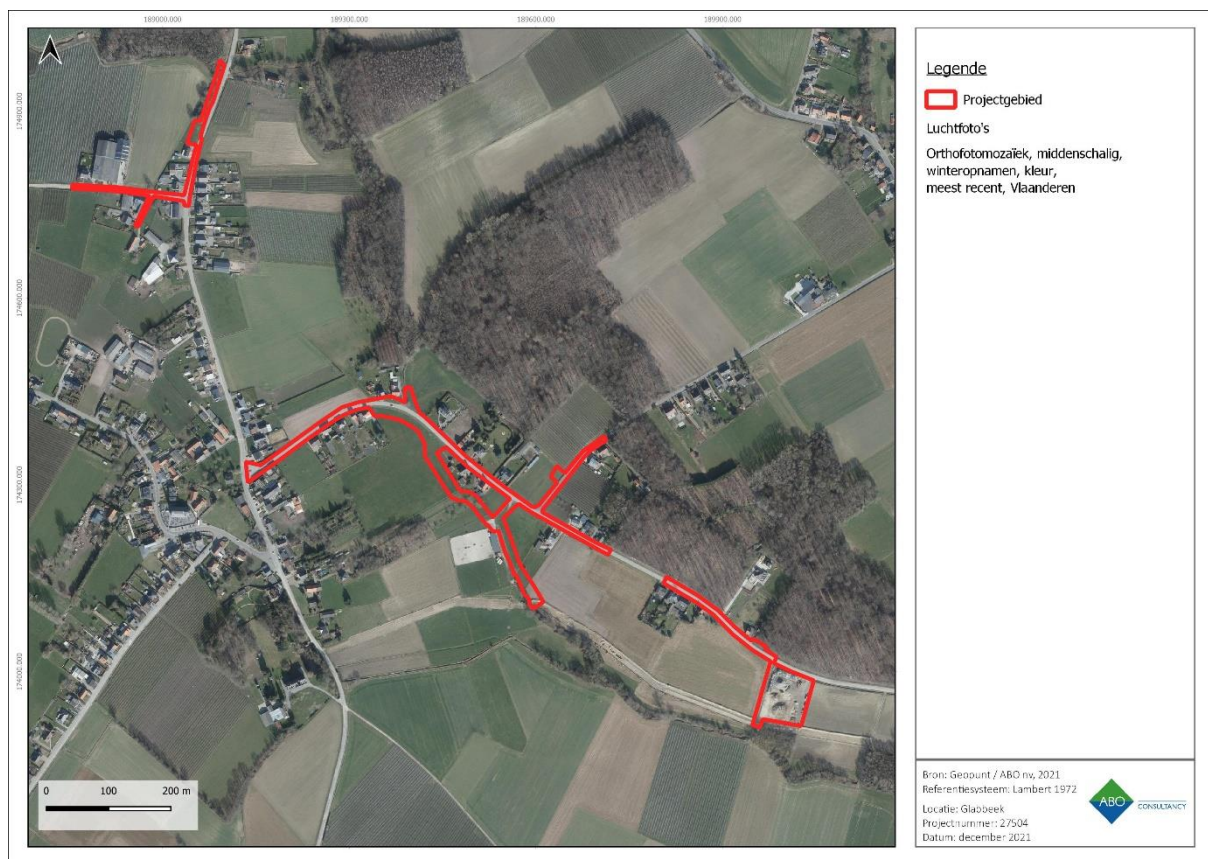 189000.000
189300.000
189600.000
189900.000
174900.000
174600.000
174300.000
174000.000
0
100
200 m
Legende
Projectgebied
Luchtfoto's
Orthofotomozaïek, middenschalig,
winteropnamen, kleur,
meest recent, Vlaanderen
Bron: Geopunt / ABO nv, 2021
Referentiesysteem: Lambert 1972
Locatie: Glabbeek
Projectnummer: 27504
Datum: december 2021
ABO
CONSULTANCY